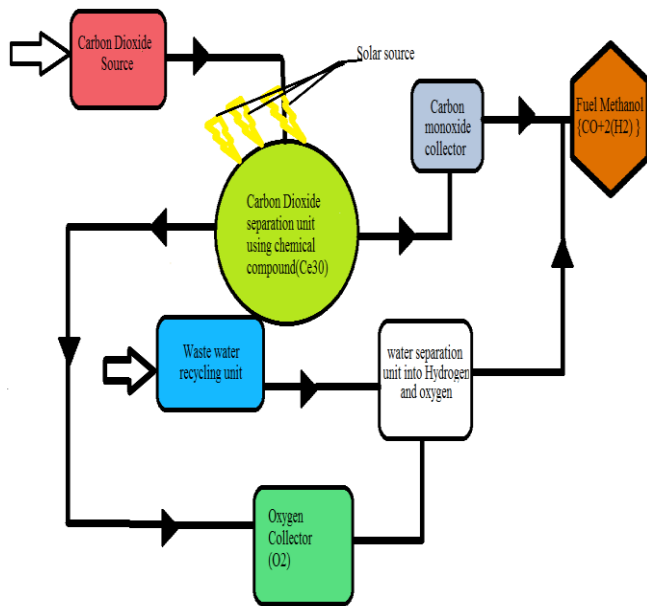 Carbon Dioxide
Source
Solar source
Carbon
monoxide
collector
Fuel Methanol
{CO+2(H2) }
Carbon Dioxide
separation unit
using chemical
compound(Ce30)
Waste water
recycling unit
water separation
unit into Hydrogen
and oxygen
Oxygen
Collector
(O2)